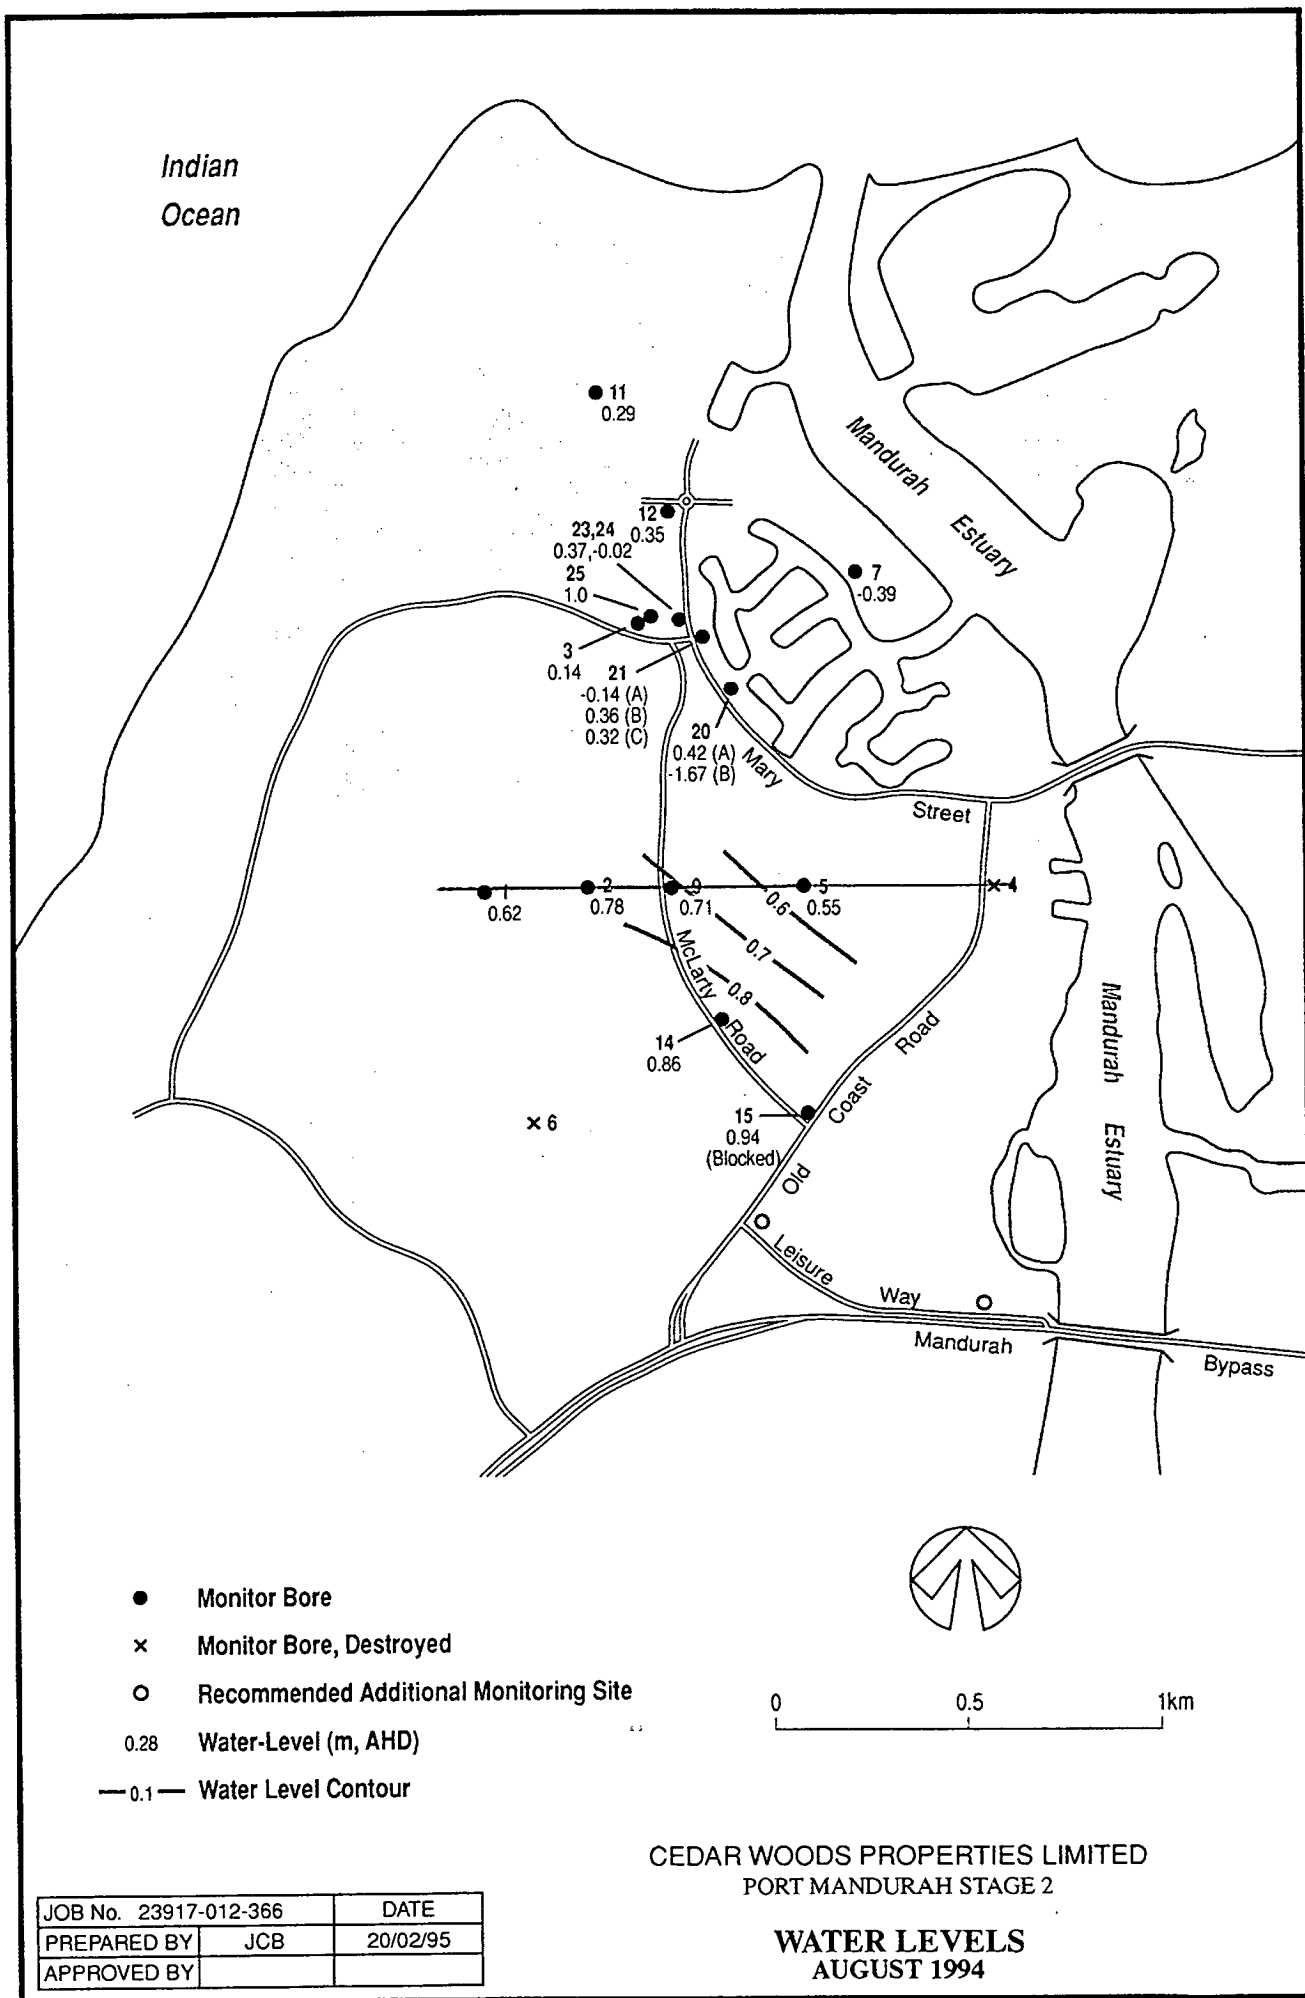 Indian
Ocean
11
0.29
Mandurah
Estuary
12
0.35
23,24
0.37,-0.02
7
-0.39
25
1.0
3
0.14
21
-0.14 (A)
0.36 (B)
0.32 (C)
20
0.42 (A)
-1.67 (B)
Mary
Street
1
0.62
2
0.78
9
0.71
5
0.55
4
0.6
0.7
0.8
McLarty
Road
14
0.86
15
0.94
(Blocked)
6
Old
Coast
Road
Mandurah
Estuary
Leisure
Way
Mandurah
Bypass
Monitor Bore
Monitor Bore, Destroyed
Recommended Additional Monitoring Site
0.28 Water-Level (m, AHD)
0.1 Water Level Contour
0 0.5 1km
CEDAR WOODS PROPERTIES LIMITED
PORT MANDURAH STAGE 2
WATER LEVELS
AUGUST 1994
JOB No. 23917-012-366 DATE
PREPARED BY JCB 20/02/95
APPROVED BY